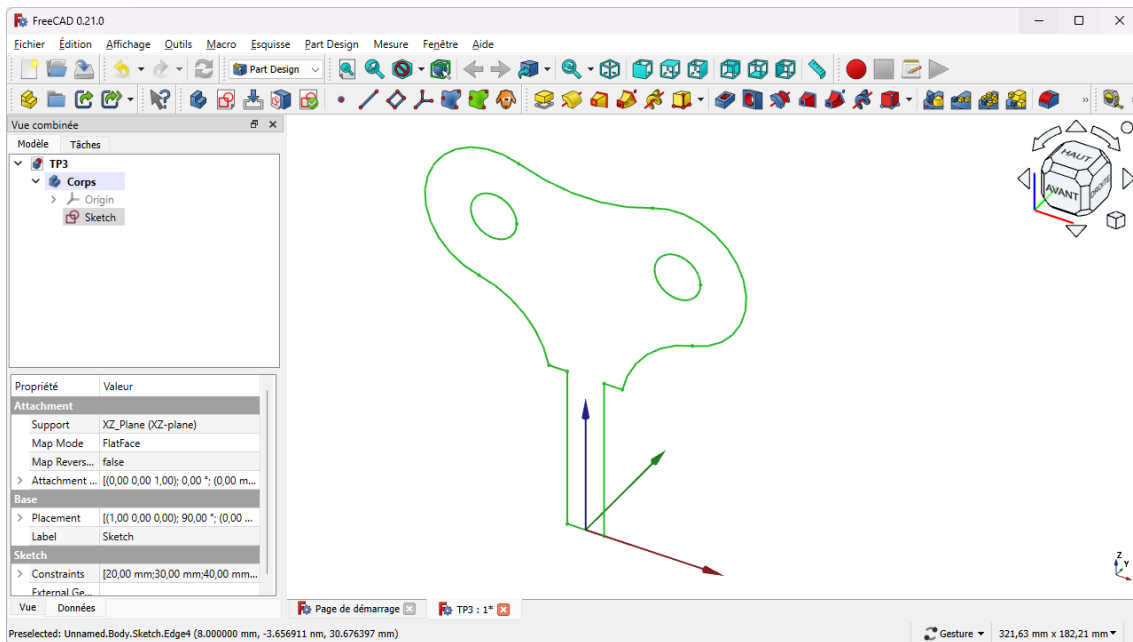 FreeCAD 0.21.0
Fichier Édition Affichage Outils Macro Esquisse Part Design Mesure Fenêtre Aide
Part Design
»
Vue combinée
Modèle Tâches
TP3
Corps
Origin
Sketch
HAUT
AVANT
DROITE
Propriété Valeur
Attachment
Support XZ_Plane (XZ-plane)
Map Mode FlatFace
Map Revers... false
Attachment ... [(0,00 0,00 1,00); 0,00 °; (0,00 m...
Base
Placement [(1,00 0,00 0,00); 90,00 °; (0,00 ...
Label Sketch
Sketch
Constraints [20,00 mm;30,00 mm;40,00 mm...
External Ge...
Z
Y
Vue Données
Page de démarrage
TP3 : 1*
Preselected: Unnamed.Body.Sketch.Edge4 (8.000000 mm, -3.656911 nm, 30.676397 mm)
Gesture
321,63 mm x 182,21 mm